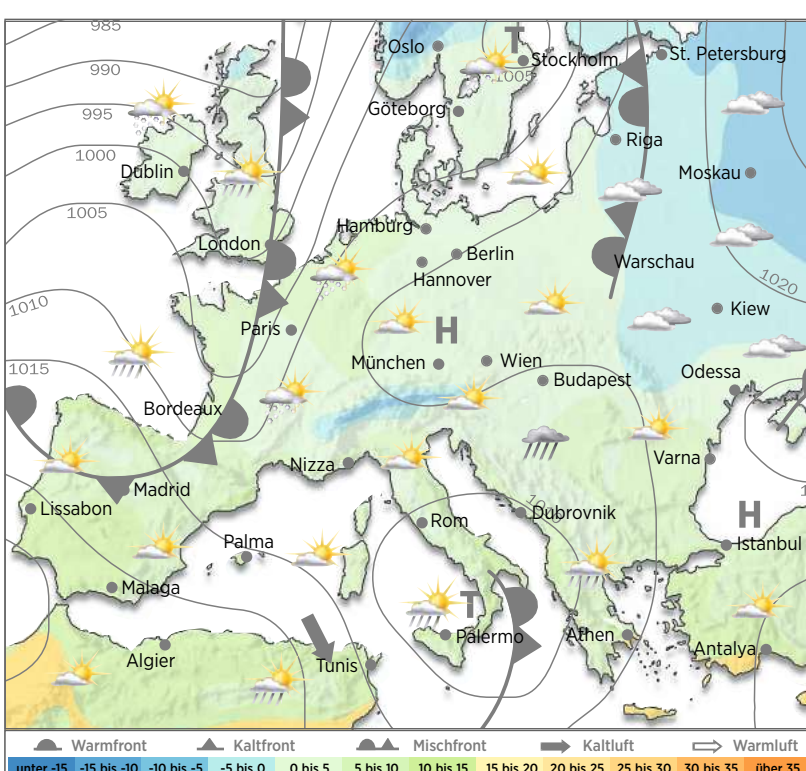 985
Oslo
T
Stockholm
St. Petersburg
990
1005
Göteborg
995
Riga
1000
Dublin
Moskau
1005
Hamburg
London
Berlin
Warschau
Hannover
1020
1010
Kiew
Paris
H
1015
München
Wien
Odessa
Budapest
Bordeaux
Nizza
Varna
Madrid
Lissabon
Dubrovnik
Rom
H
Palma
Istanbul
Malaga
T
Palermo
Athen
Algier
Tunis
Antalya
Warmfront Kaltfront Mischfront Kaltluft Warmluft
unter -15 -15 bis -10 -10 bis -5 -5 bis 0 0 bis 5 5 bis 10 10 bis 15 15 bis 20 20 bis 25 25 bis 30 30 bis 35 über 35